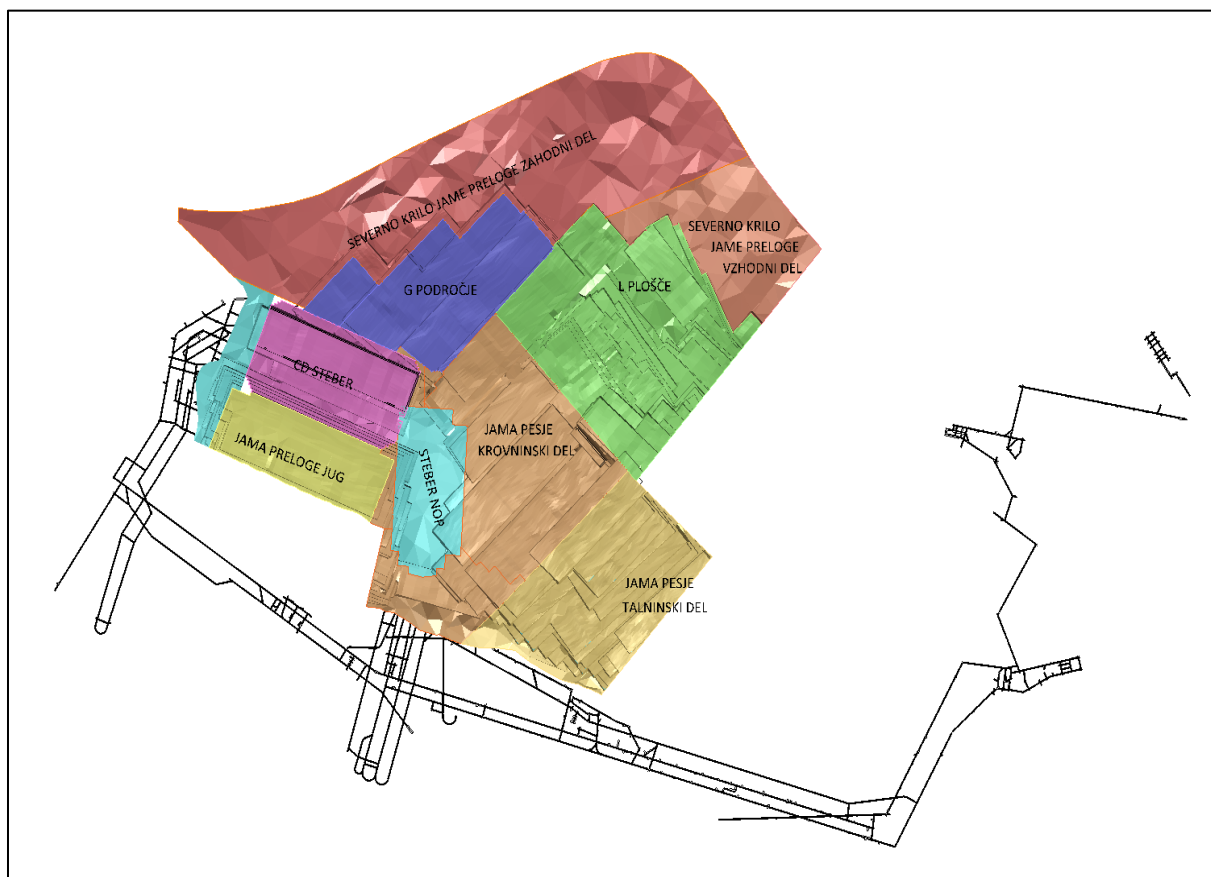 SEVERNO KRILO JAME PRELOGE ZAHODNI DEL
SEVERNO KRILO
JAME PRELOGE
VZHODNI DEL
G PODROČJE
L PLOŠČE
CD STEBER
JAMA PRELOGE JUG
STEBER NOP
JAMA PESJE
KROVNINSKI DEL
JAMA PESJE
TALNINSKI DEL